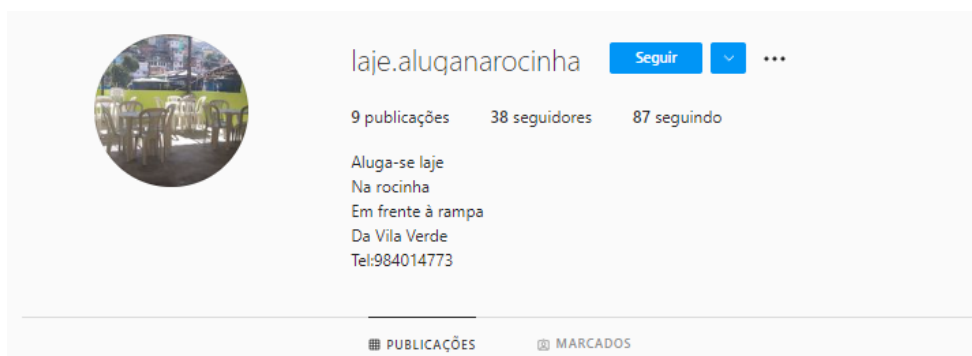 laje.aluganarocinha Seguir
9 publicações 38 seguidores 87 seguindo
Aluga-se laje
Na rocinha
Em frente à rampa
Da Vila Verde
Tel:984014773
PUBLICAÇÕES MARCADOS